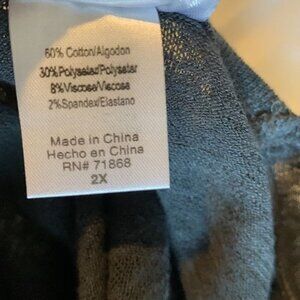 60% Cotton/Algodon
30% Polyester/Polyster
8% Viscose/Viscosa
2% Spandex/Elastano
Made in China
Hecho en China
RN# 71868
2X